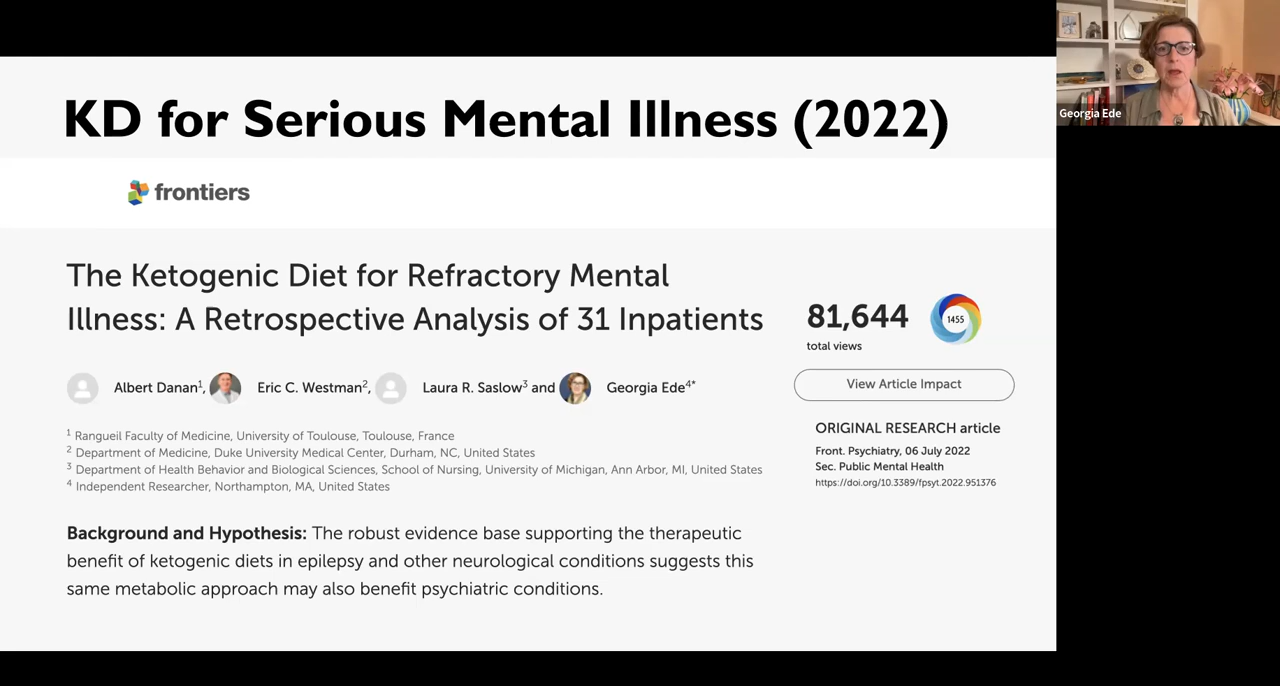 KD for Serious Mental Illness (2022)
Georgia Ede
frontiers
The Ketogenic Diet for Refractory Mental
Illness: A Retrospective Analysis of 31 Inpatients
81,644
1455
total views
Albert Danan1, Eric C. Westman2, Laura R. Saslow3 and Georgia Ede4*
View Article Impact
1 Rangueil Faculty of Medicine, University of Toulouse, Toulouse, France
2 Department of Medicine, Duke University Medical Center, Durham, NC, United States
3 Department of Health Behavior and Biological Sciences, School of Nursing, University of Michigan, Ann Arbor, MI, United States
4 Independent Researcher, Northampton, MA, United States
ORIGINAL RESEARCH article
Front. Psychiatry, 06 July 2022
Sec. Public Mental Health
https://doi.org/10.3389/fpsyt.2022.951376
Background and Hypothesis: The robust evidence base supporting the therapeutic
benefit of ketogenic diets in epilepsy and other neurological conditions suggests this
same metabolic approach may also benefit psychiatric conditions.